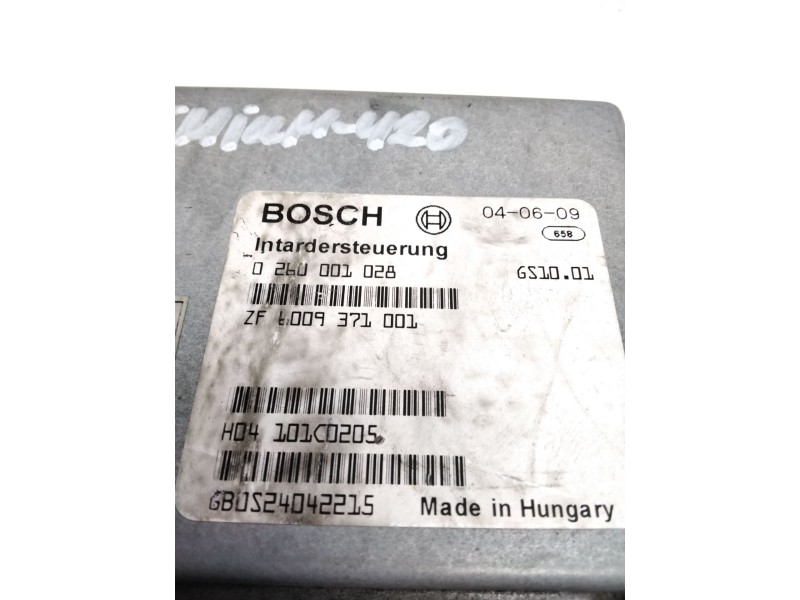 BOSCH 04-06-09
658
Intardersteuerung
0 260 001 028 GS10.01
ZF 6009 371 001
H04 101C0205
GB0S24042215 Made in Hungary